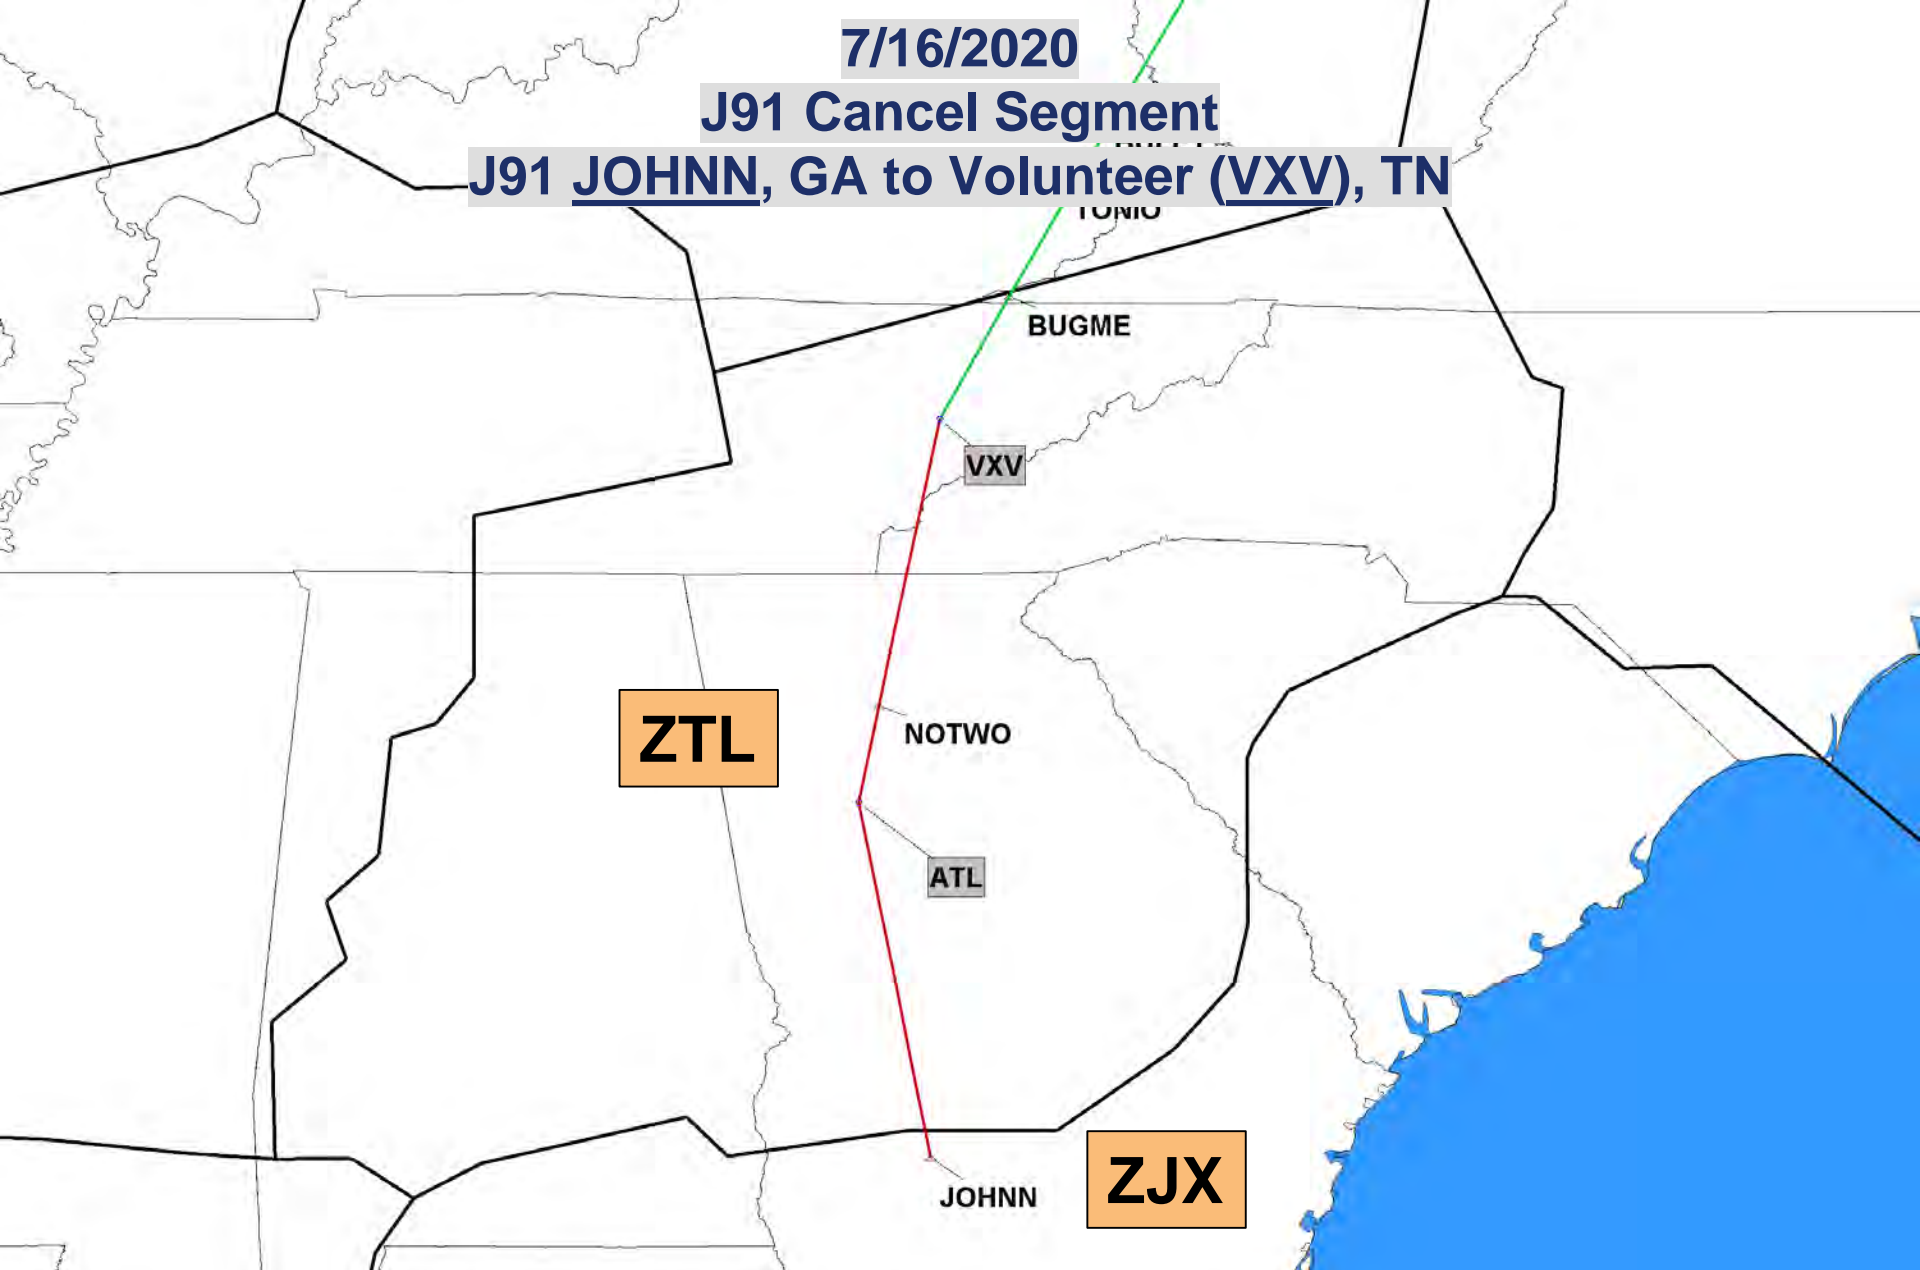 7/16/2020
J91 Cancel Segment
J91 JOHNN, GA to Volunteer (VXV), TN
TONIO
BUGME
VXV
ZTL
NOTWO
ATL
ZJX
JOHNN